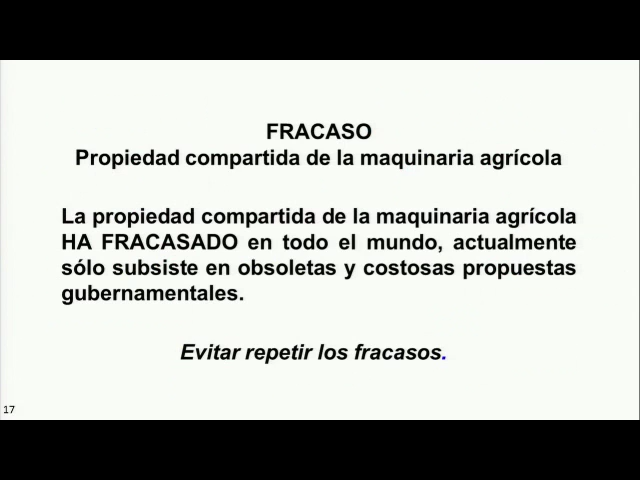 FRACASO
Propiedad compartida de la maquinaria agrícola
La propiedad compartida de la maquinaria agrícola
HA FRACASADO en todo el mundo, actualmente
sólo subsiste en obsoletas y costosas propuestas
gubernamentales.
Evitar repetir los fracasos.
17